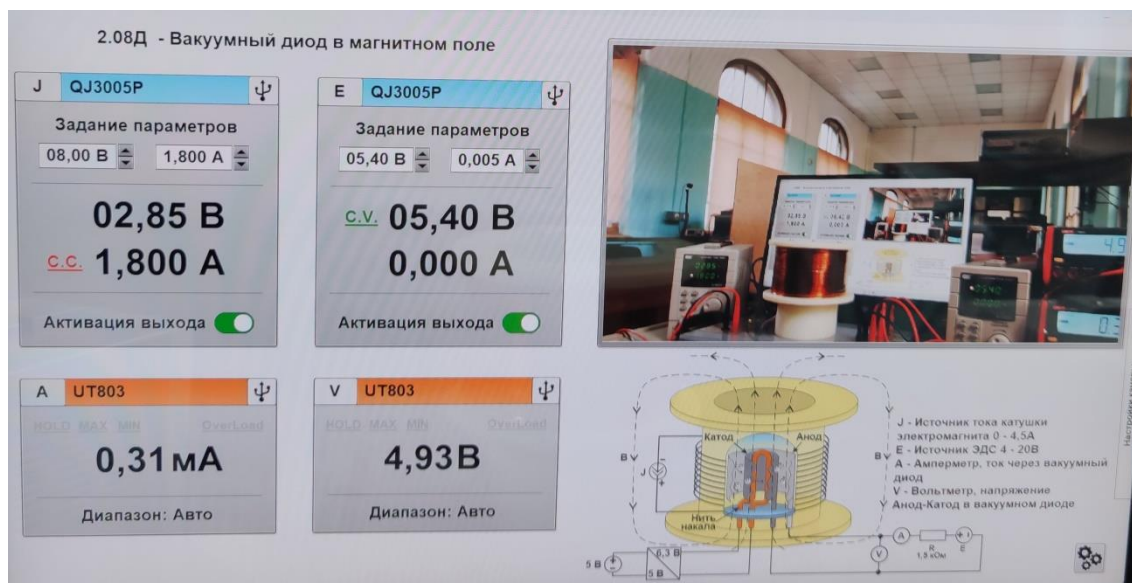 2.08Д - Вакуумный диод в магнитном поле
J QJ3005P
Задание параметров
08,00 В 1,800 А
02,85 В
C.C. 1,800 А
Активация выхода
E QJ3005P
Задание параметров
05,40 В 0,005 А
C.V. 05,40 В
0,000 А
Активация выхода
A UT803
HOLD MAX MIN OverLoad
0,31мА
Диапазон: Авто
V UT803
HOLD MAX MIN OverLoad
4,93В
Диапазон: Авто
4.9
0.3
Катод
Анод
B
B
J
Нить
накала
5 В
6,3 В
5 В
J - Источник тока катушки
электромагнита 0 - 4,5А
E - Источник ЭДС 4 - 20В
А - Амперметр, ток через вакуумный
диод
V - Вольтметр, напряжение
Анод-Катод в вакуумном диоде
A
V
R
1,5 кОм
E